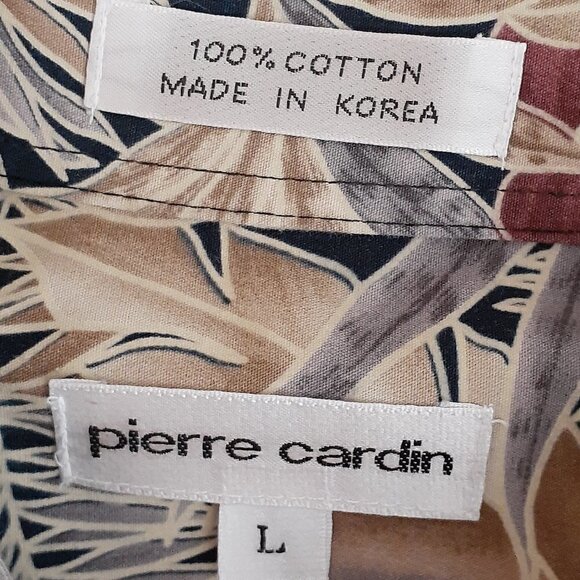 100% COTTON
MADE IN KOREA
pierre cardin
L